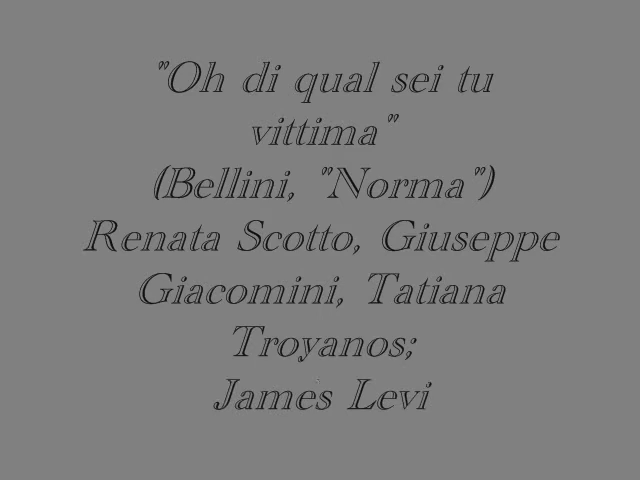 "Oh di qual sei tu
vittima"
(Bellini, "Norma")
Renata Scotto, Giuseppe
Giacomini, Tatiana
Troyanos;
James Levi